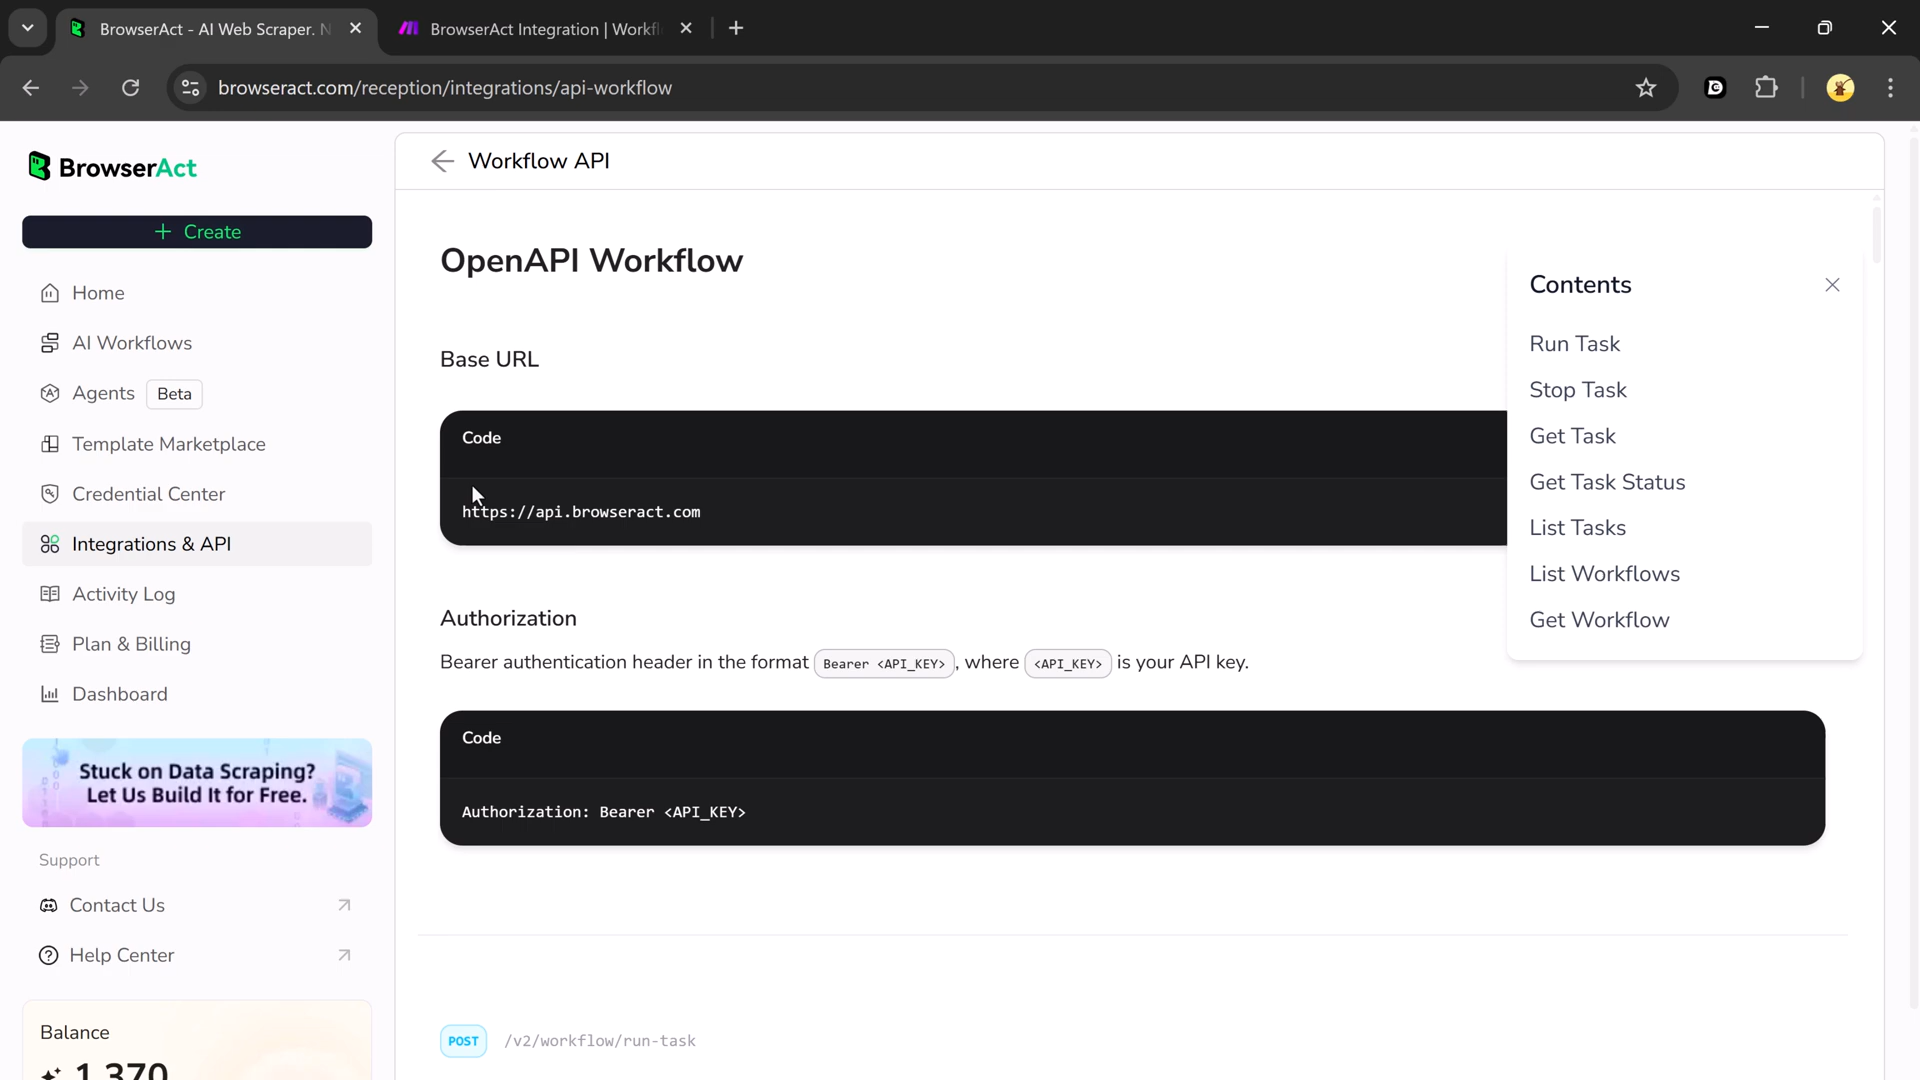 BrowserAct - AI Web Scraper. N
BrowserAct Integration | Workfl
browseract.com/reception/integrations/api-workflow
BrowserAct
+ Create
Home
AI Workflows
Agents Beta
Template Marketplace
Credential Center
Integrations & API
Activity Log
Plan & Billing
Dashboard
Stuck on Data Scraping?
Let Us Build It for Free.
Support
Contact Us
Help Center
Balance
1,370
Workflow API
OpenAPI Workflow
Base URL
Code
https://api.browseract.com
Authorization
Bearer authentication header in the format Bearer <API_KEY>, where <API_KEY> is your API key.
Code
Authorization: Bearer <API_KEY>
POST /v2/workflow/run-task
Contents
Run Task
Stop Task
Get Task
Get Task Status
List Tasks
List Workflows
Get Workflow